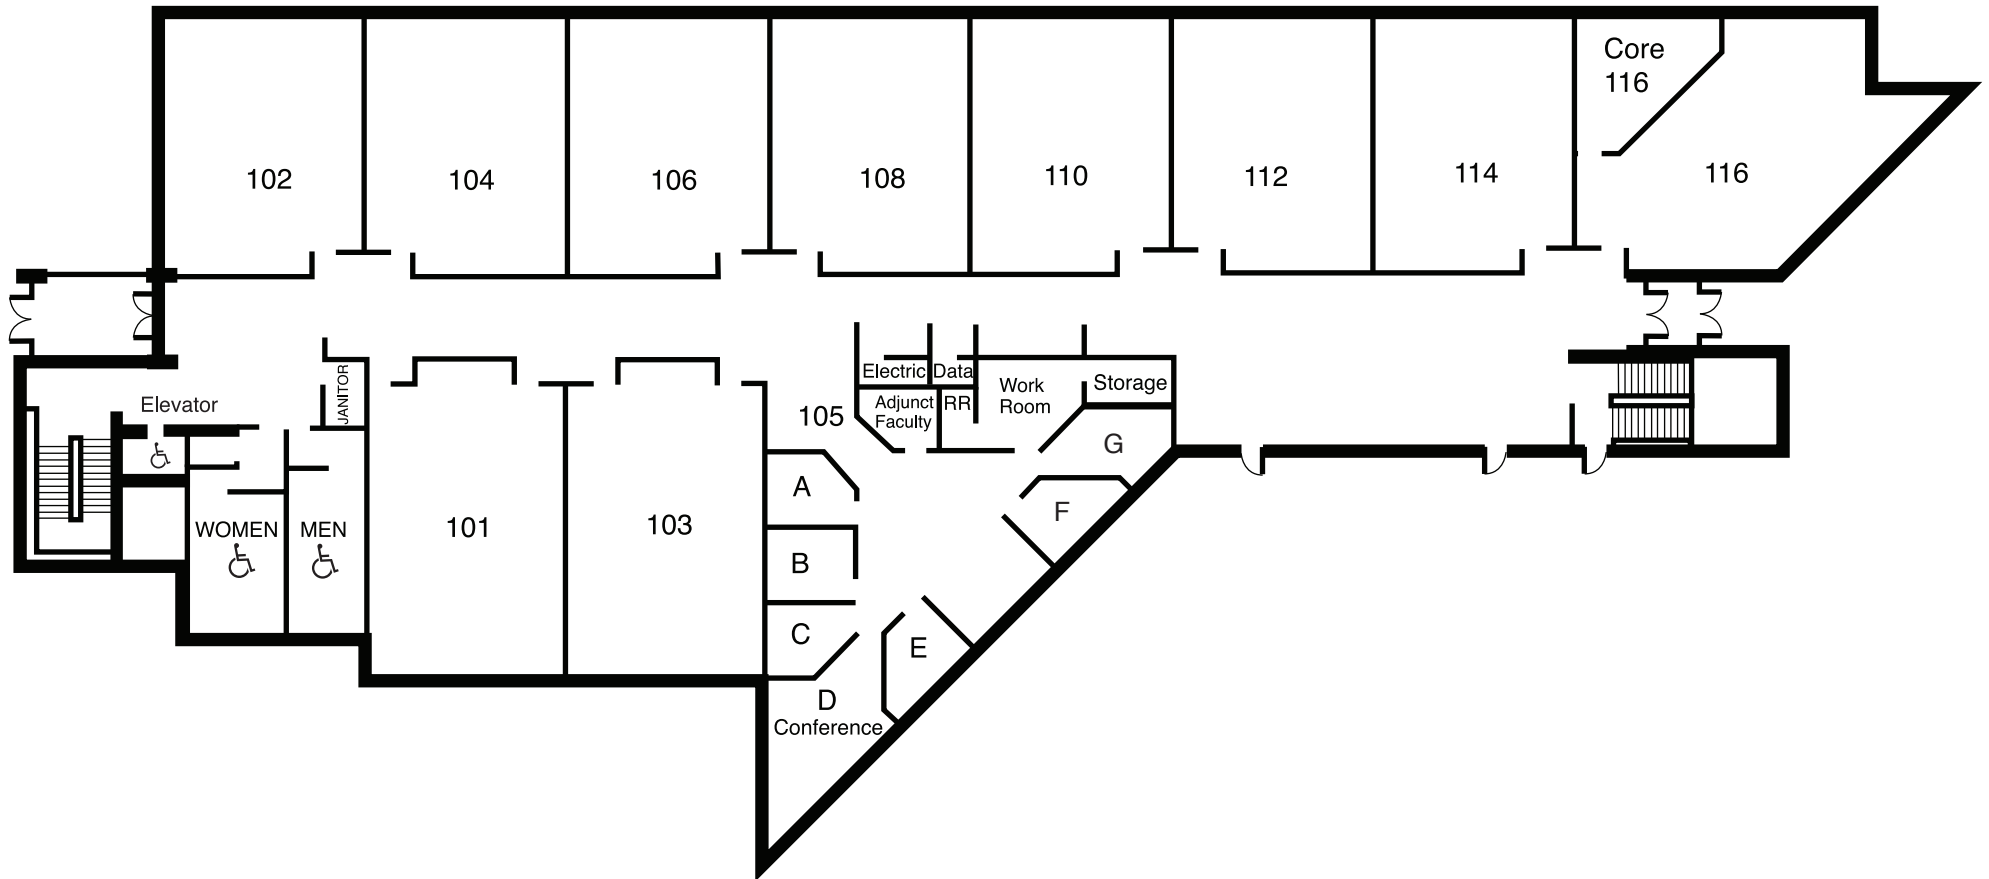 Core
116
102
104
106
108
110
112
114
116
Elevator
JANITOR
WOMEN
MEN
101
103
105
Electric
Data
Adjunct
Faculty
RR
Work
Room
Storage
A
B
C
D
Conference
E
F
G